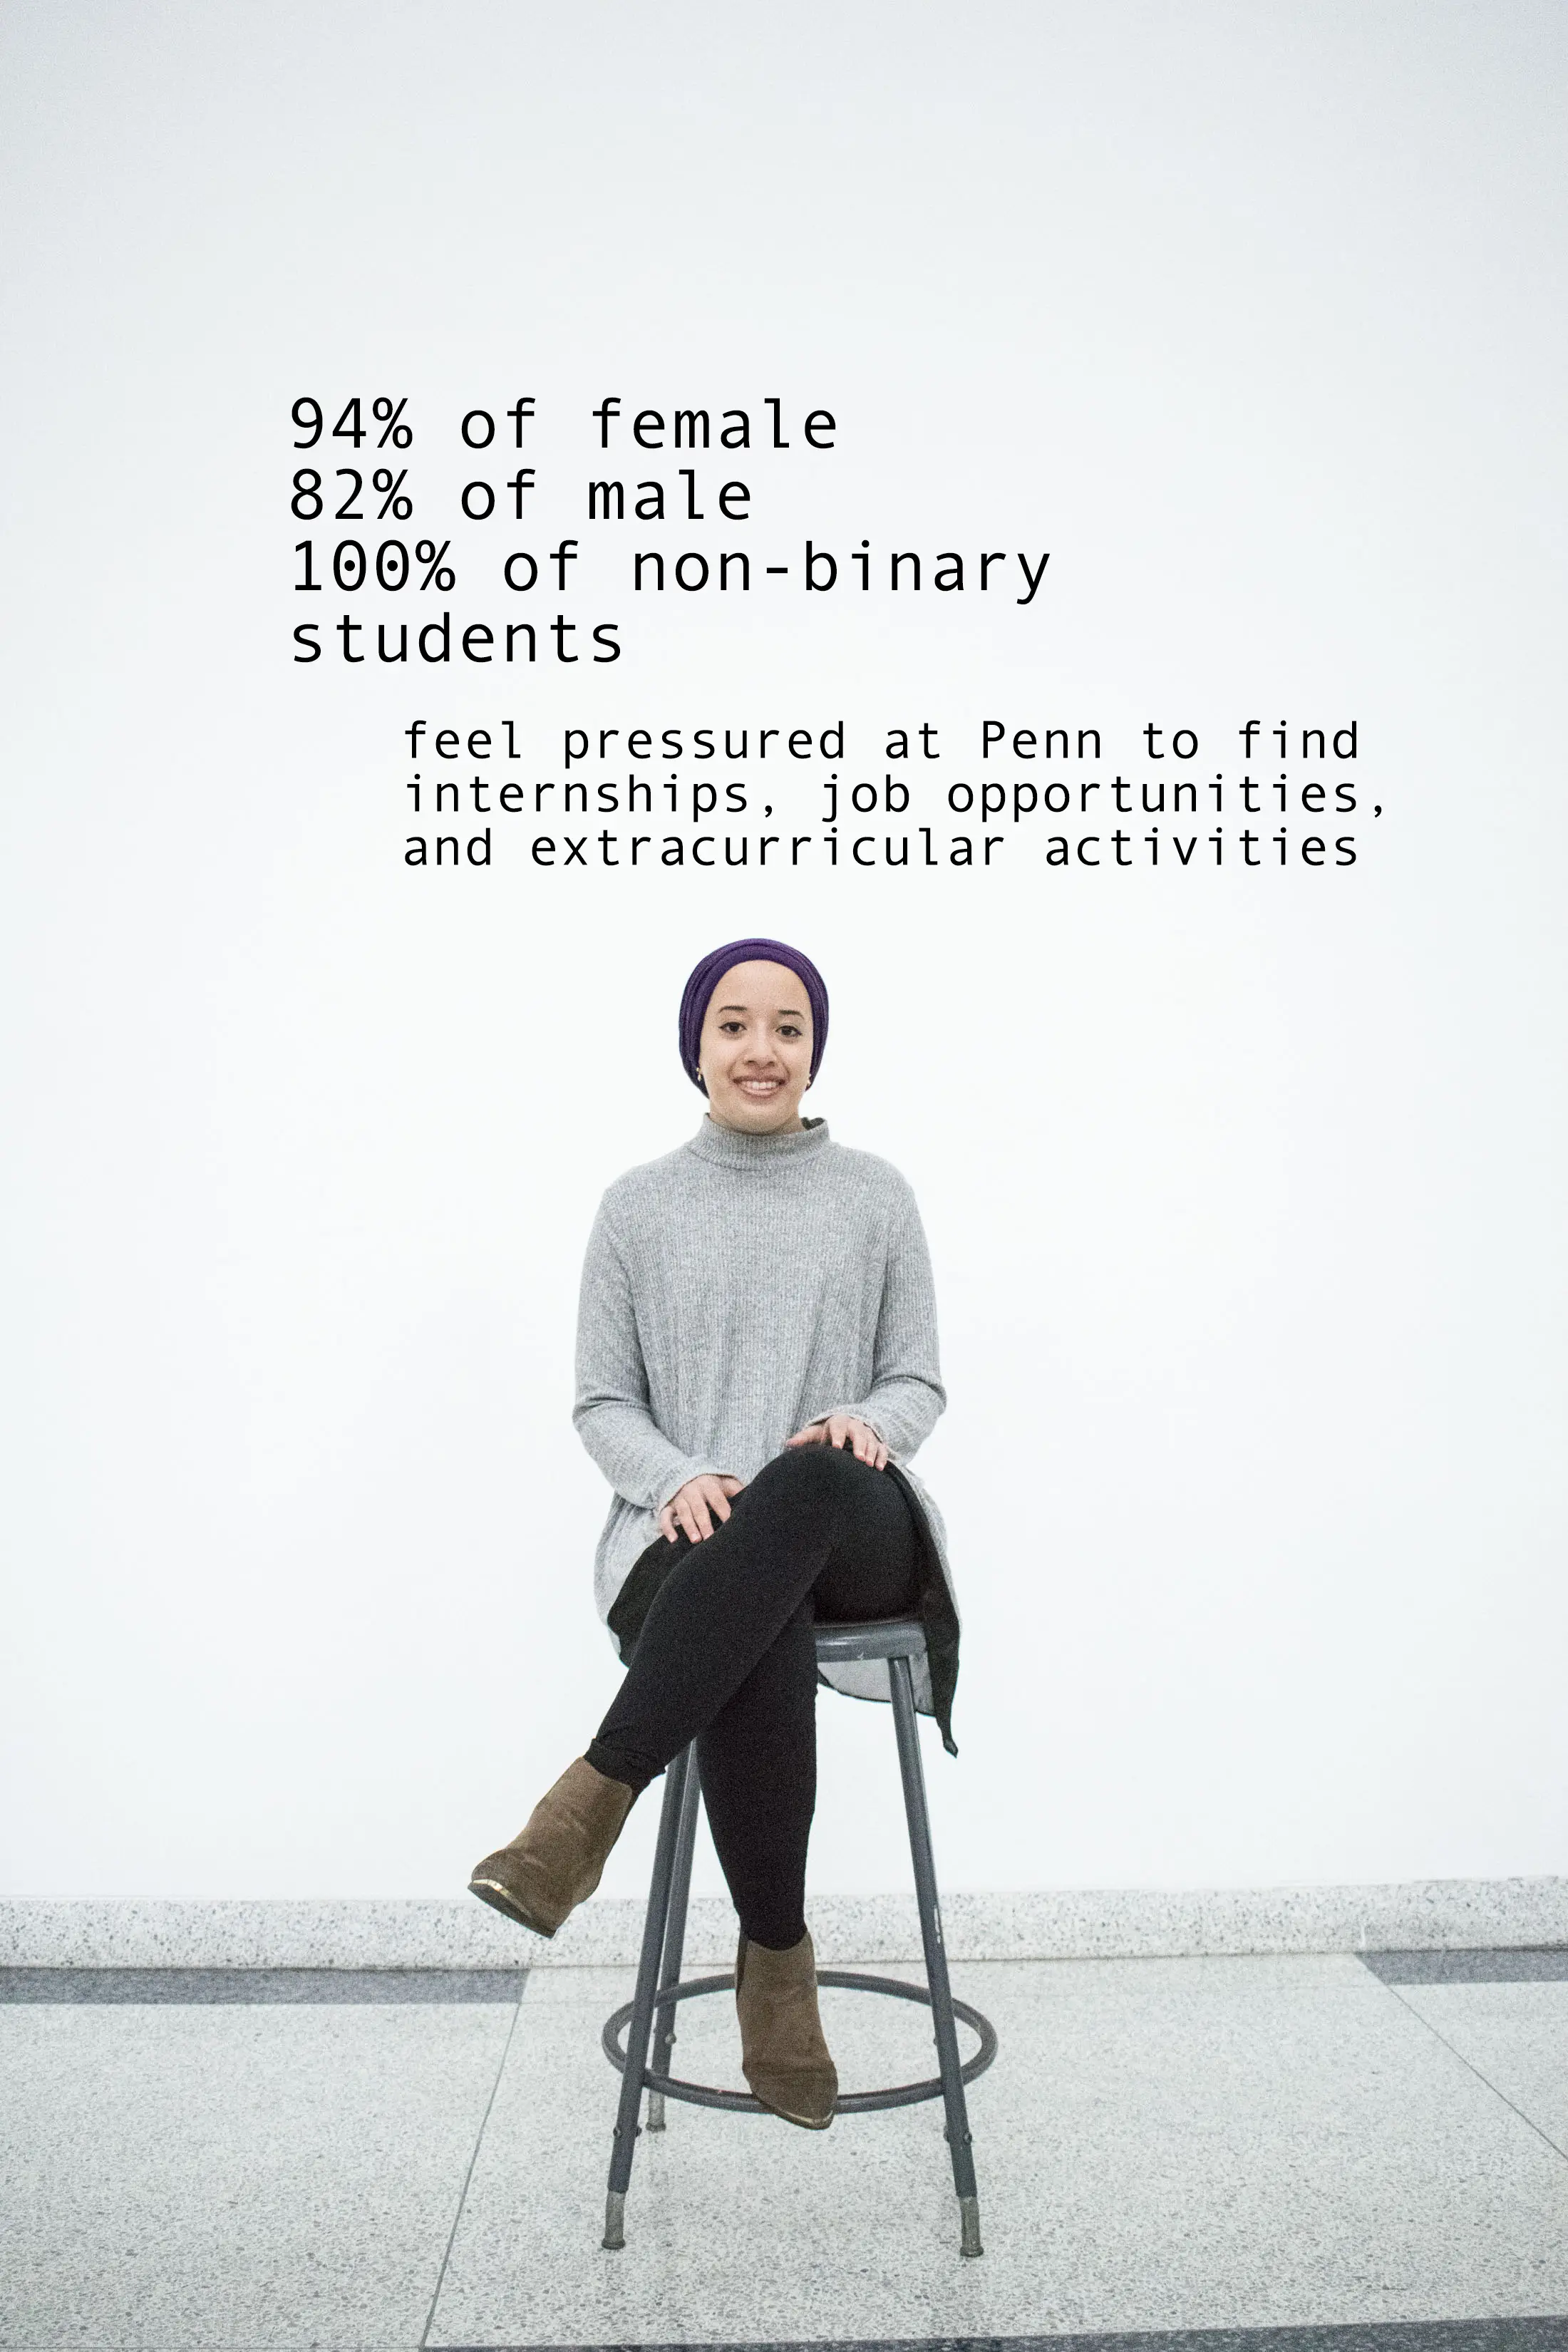 94% of female
82% of male
100% of non-binary
students
feel pressured at Penn to find
internships, job opportunities,
and extracurricular activities